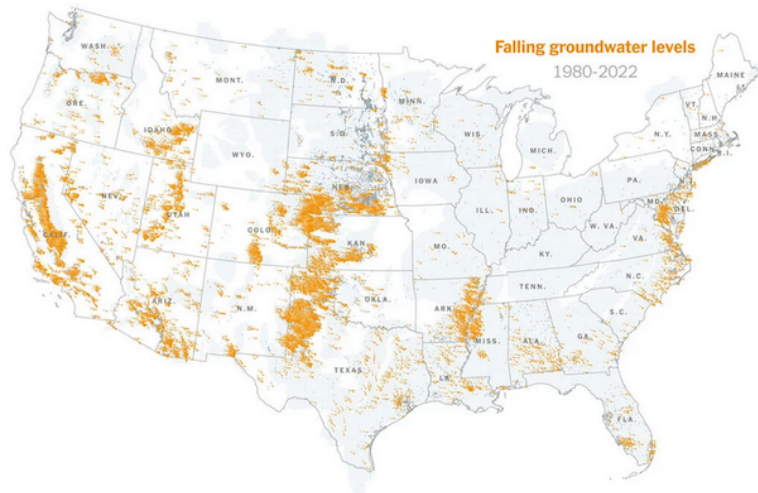 Falling groundwater levels
1980-2022
WASH.
MONT.
N.D.
MINN.
MAINE
VT.
N.H.
ORE.
IDAHO
S.D.
WIS.
MICH.
N.Y.
MASS.
CONN.
R.I.
WYO.
NEB.
IOWA
PA.
NEV.
UTAH
COLO.
ILL.
IND.
OHIO
MD.
DEL.
CALIF.
KAN.
MO.
W. VA.
VA.
KY.
ARIZ.
N.M.
OKLA.
ARK.
TENN.
N.C.
S.C.
MISS.
ALA.
GA.
TEXAS
LA.
FLA.